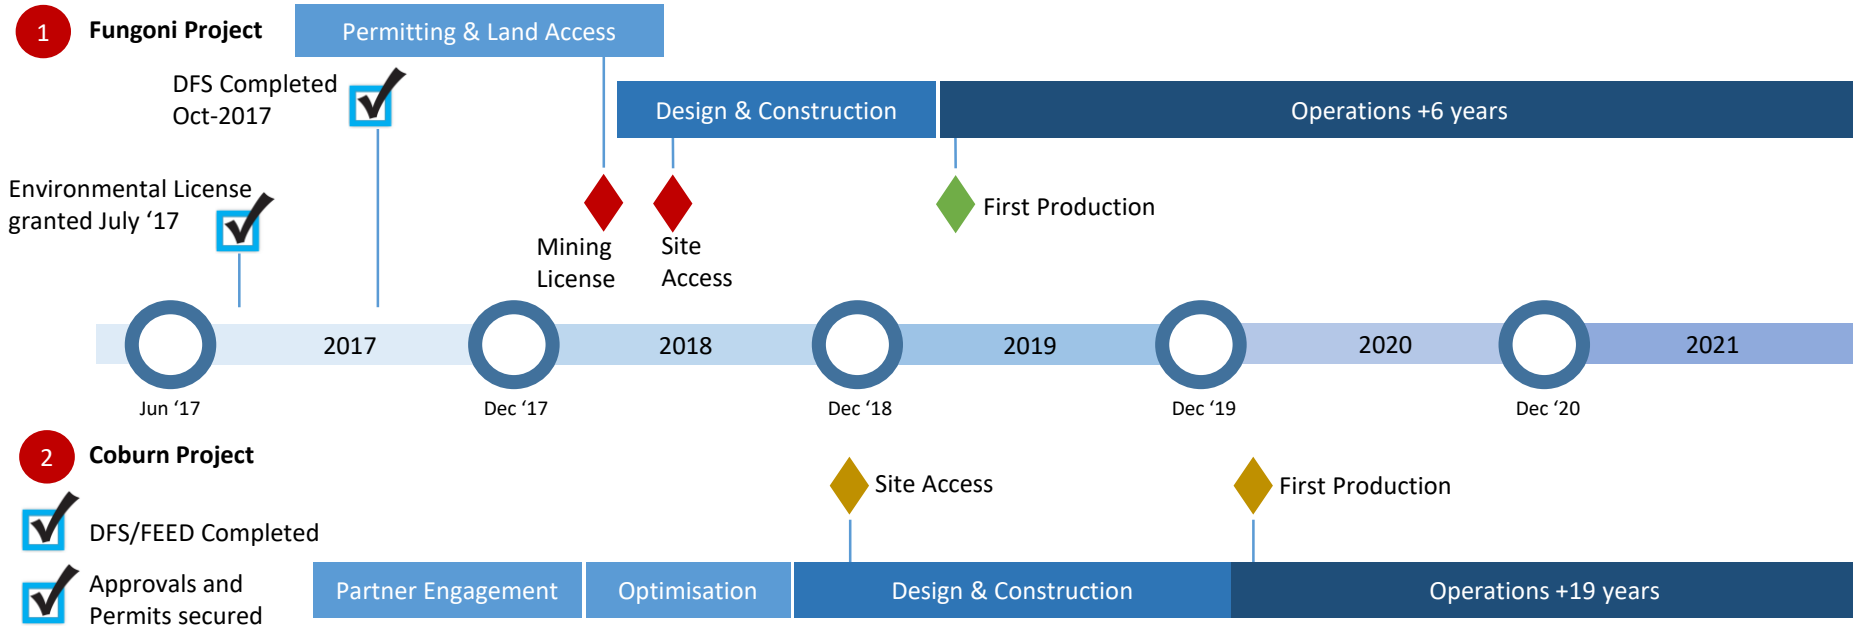 1
Fungoni Project
Permitting & Land Access
DFS Completed
Oct-2017
Design & Construction
Operations +6 years
Environmental License
granted July ‘17
First Production
Mining
License
Site
Access
2017
2018
2019
2020
2021
Jun ‘17
Dec ‘17
Dec ‘18
Dec ‘19
Dec ‘20
2
Coburn Project
Site Access
First Production
DFS/FEED Completed
Approvals and
Permits secured
Partner Engagement
Optimisation
Design & Construction
Operations +19 years